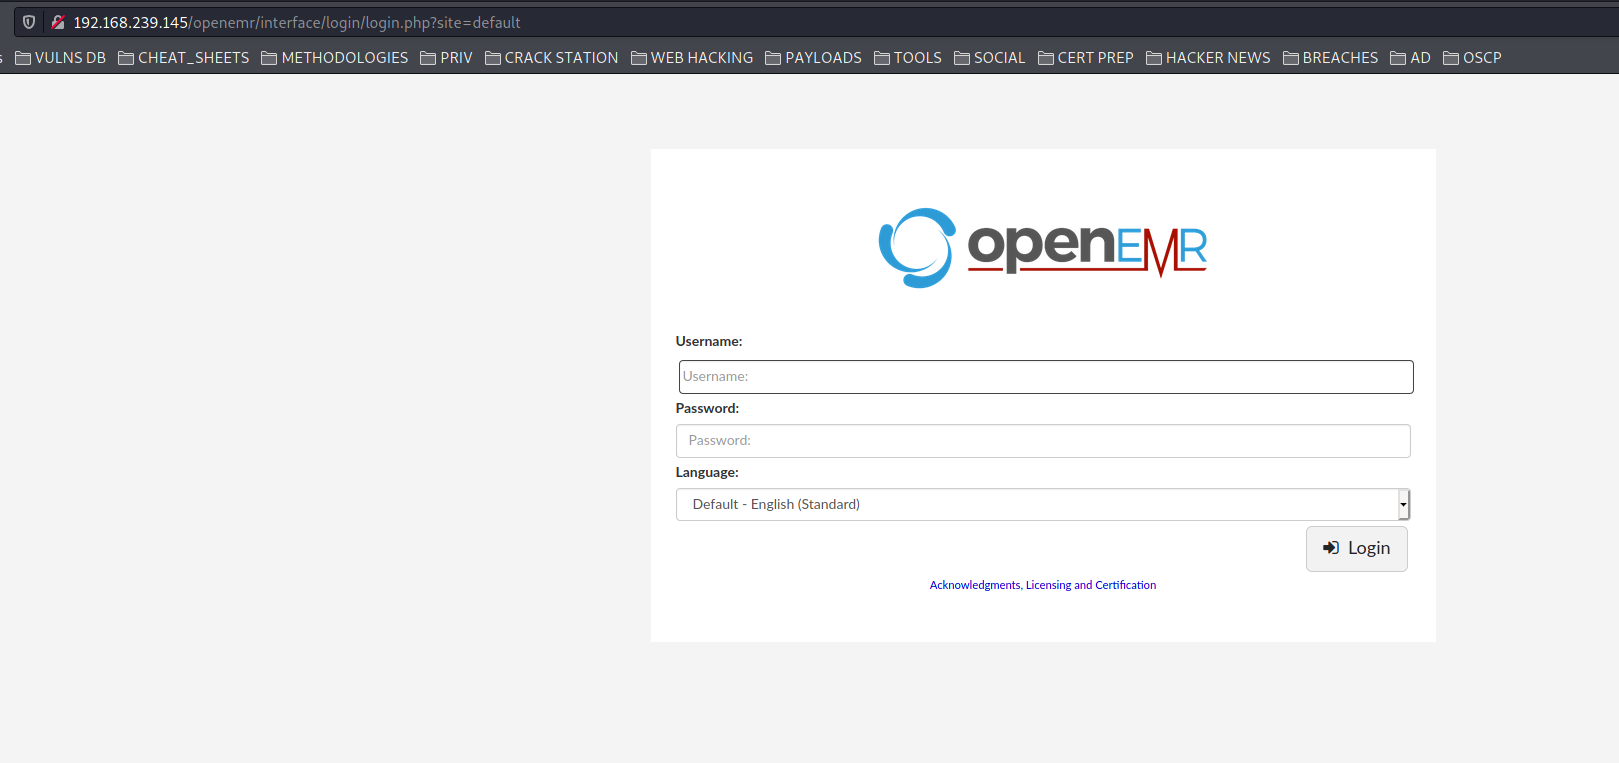 192.168.239.145/openemr/interface/login/login.php?site=default
VULNS DB CHEAT_SHEETS METHODOLOGIES PRIV CRACK STATION WEB HACKING PAYLOADS TOOLS SOCIAL CERT PREP HACKER NEWS BREACHES AD OSCP
openEMR
Username:
Username:
Password:
Password:
Language:
Default - English (Standard)
Login
Acknowledgments, Licensing and Certification